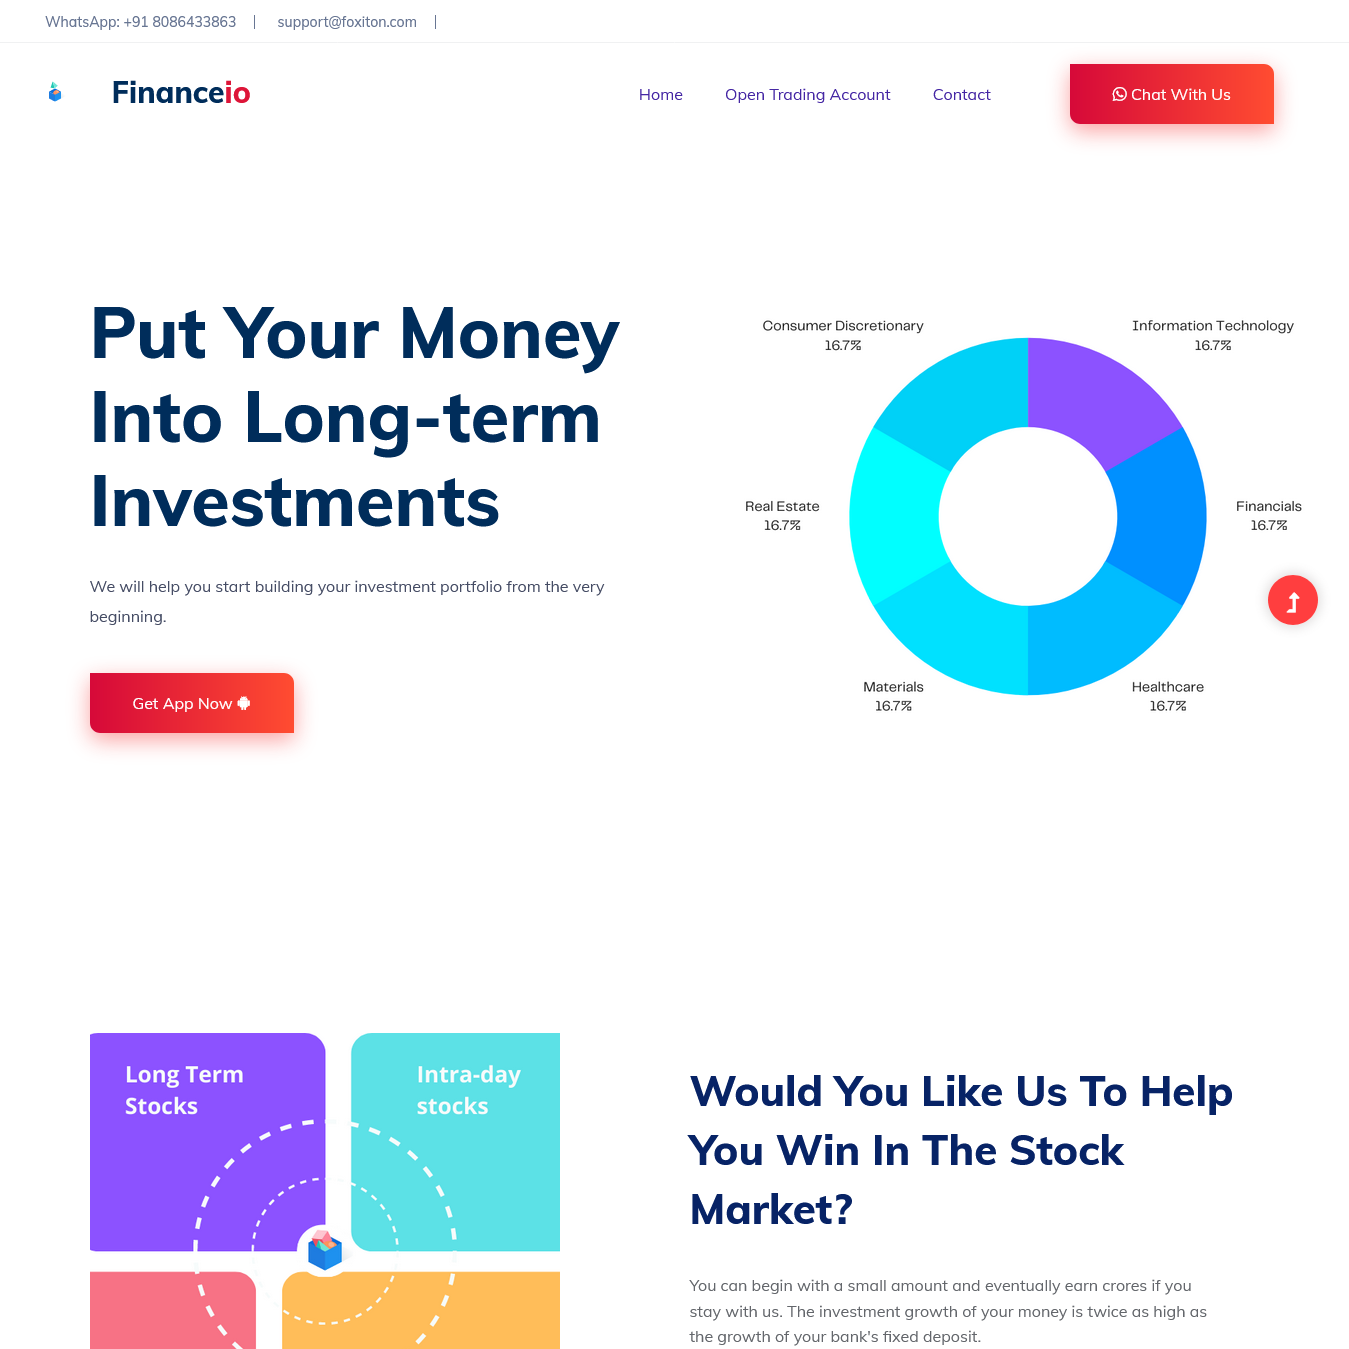 WhatsApp: +91 8086433863 | support@foxiton.com |
Financeio
Home Open Trading Account Contact
Chat With Us
Put Your Money
Into Long-term
Investments
We will help you start building your investment portfolio from the very
beginning.
Get App Now
Consumer Discretionary
16.7%
Information Technology
16.7%
Real Estate
16.7%
Financials
16.7%
Materials
16.7%
Healthcare
16.7%
Long Term
Stocks
Intra-day
stocks
Would You Like Us To Help
You Win In The Stock
Market?
You can begin with a small amount and eventually earn crores if you
stay with us. The investment growth of your money is twice as high as
the growth of your bank's fixed deposit.